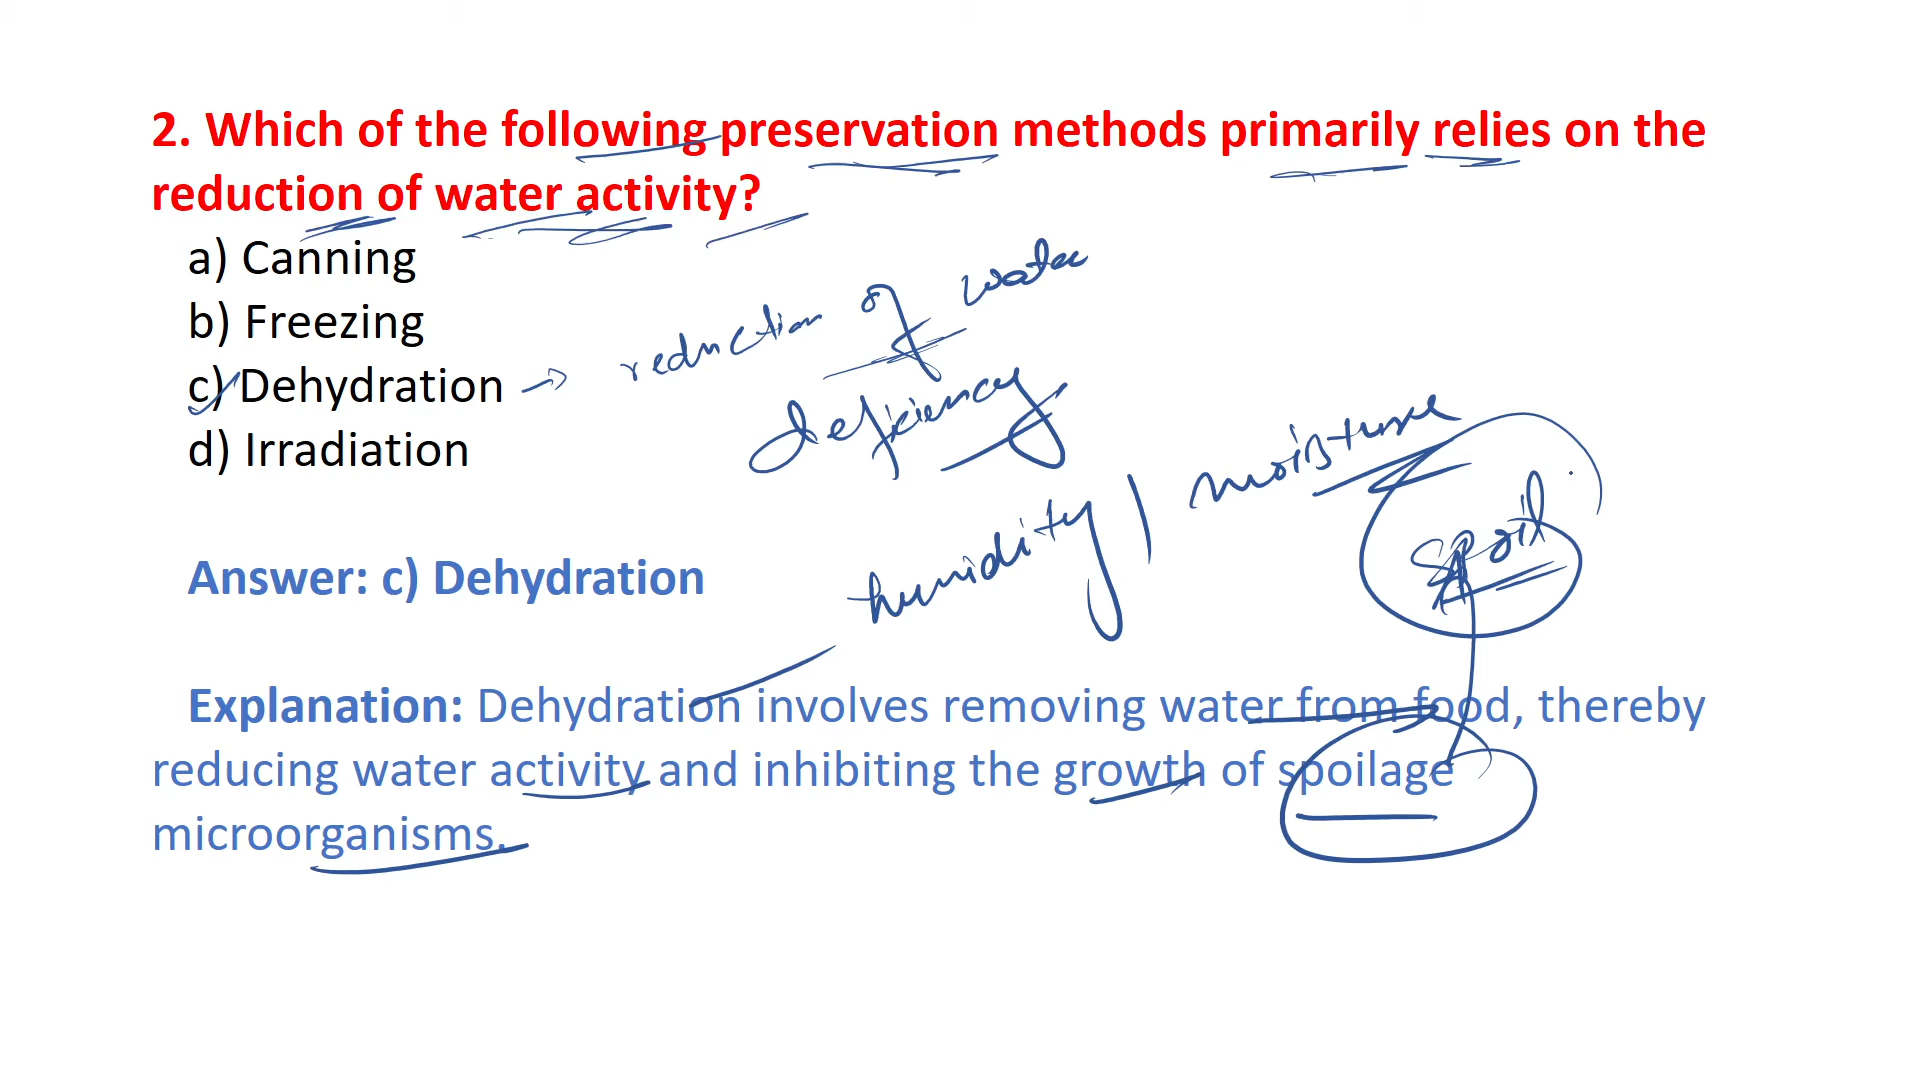 2. Which of the following preservation methods primarily relies on the
reduction of water activity?
a) Canning
b) Freezing
c) Dehydration
d) Irradiation
reduction of water
deficiency
humidity / moisture
spoil
Answer: c) Dehydration
Explanation: Dehydration involves removing water from food, thereby
reducing water activity and inhibiting the growth of spoilage
microorganisms.